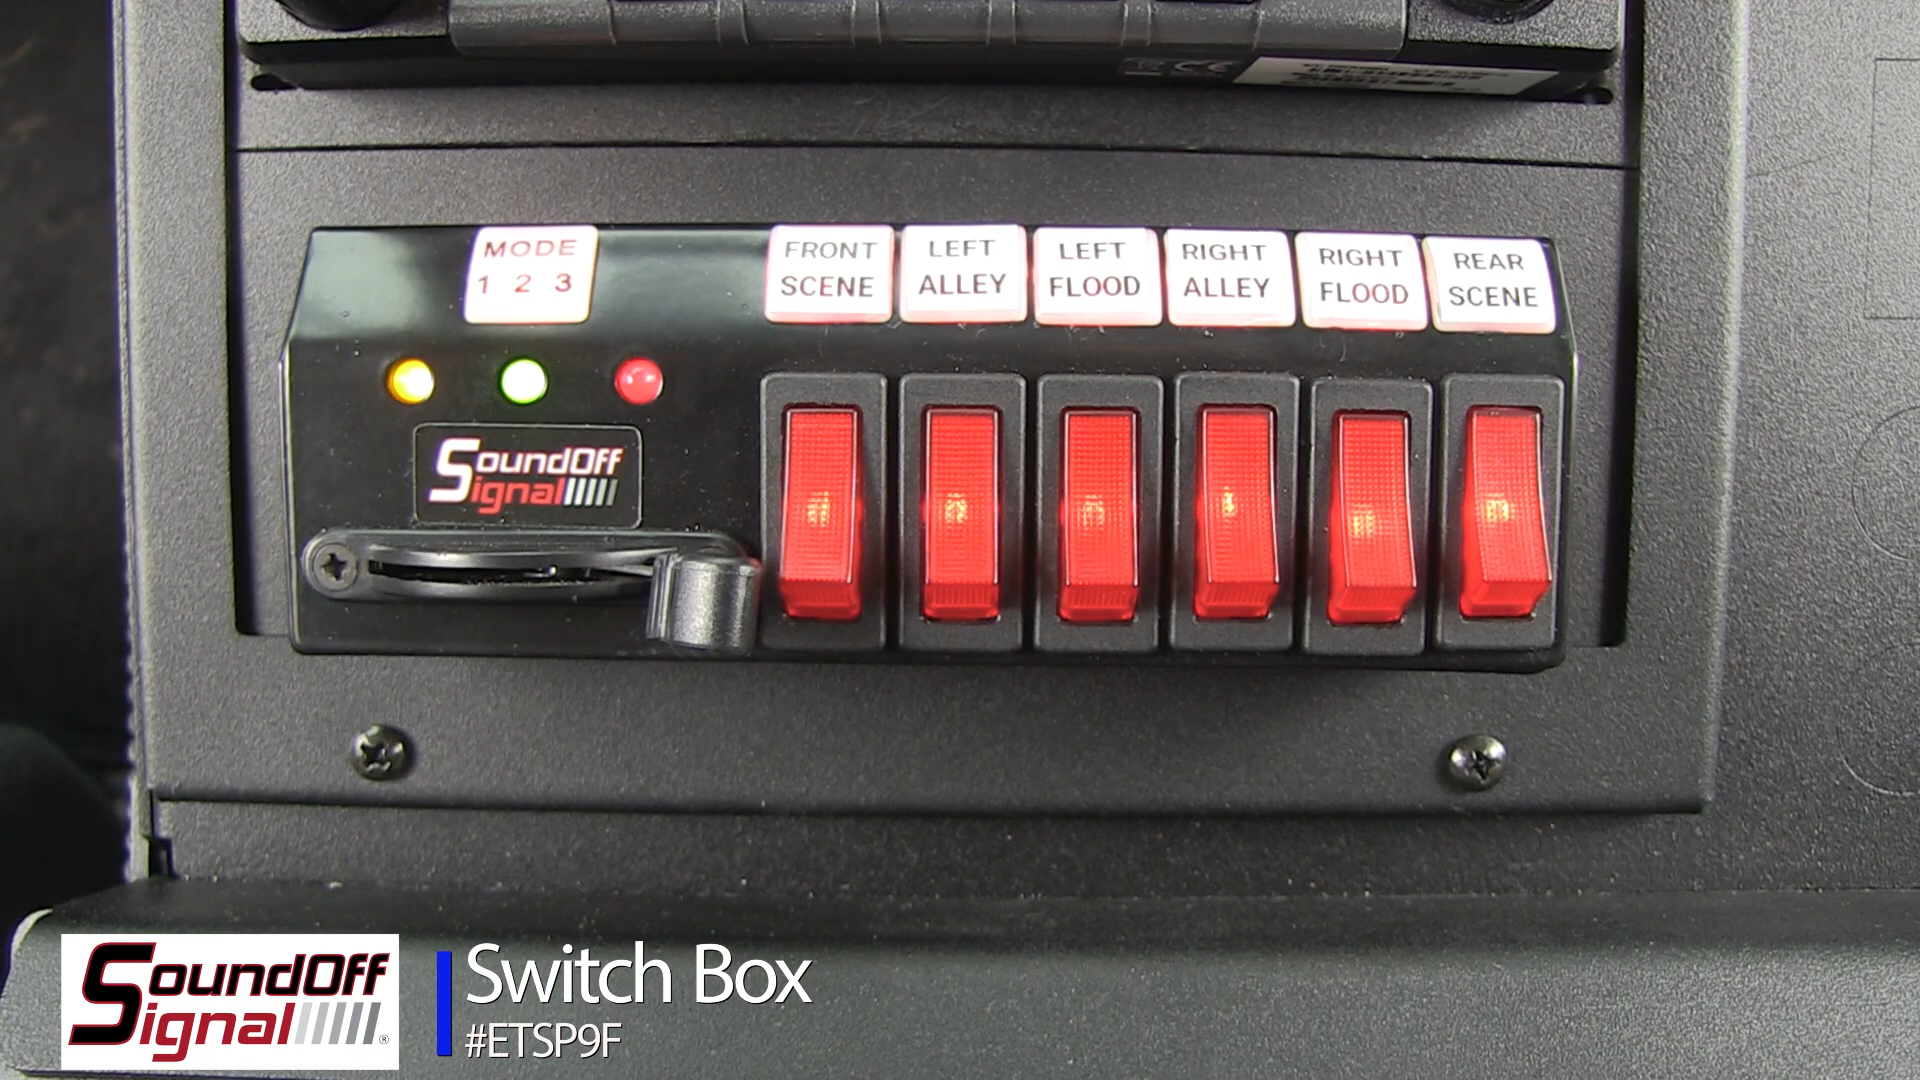 MODE
1 2 3
FRONT
SCENE
LEFT
ALLEY
LEFT
FLOOD
RIGHT
ALLEY
RIGHT
FLOOD
REAR
SCENE
SoundOff
Signal
SoundOff
Signal
®
Switch Box
#ETSP9F